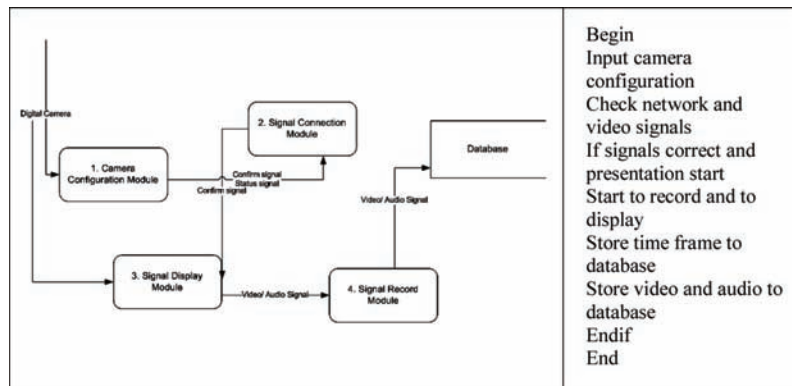 Digital Camera
2. Signal Connection
Module
Database
1. Camera
Configuration Module
Confirm signal
Status signal
Confirm signal
Video/ Audio Signal
3. Signal Display
Module
Video/ Audio Signal
4. Signal Record
Module
Begin
Input camera
configuration
Check network and
video signals
If signals correct and
presentation start
Start to record and to
display
Store time frame to
database
Store video and audio to
database
Endif
End